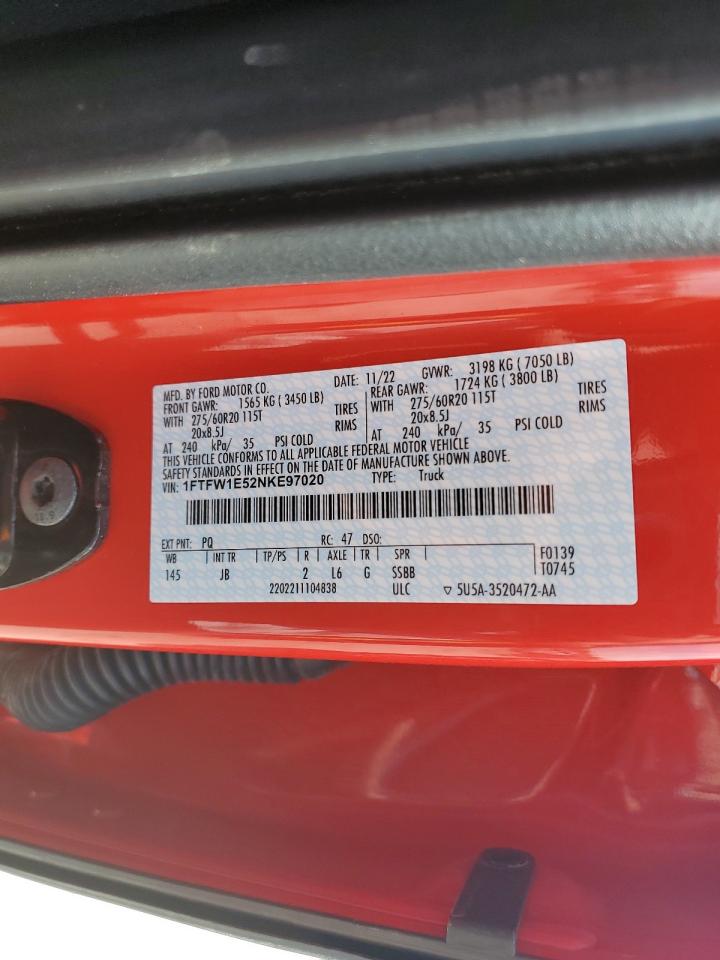 MFD. BY FORD MOTOR CO. DATE: 11/22 GVWR: 3198 KG ( 7050 LB)
FRONT GAWR: 1565 KG ( 3450 LB) REAR GAWR: 1724 KG ( 3800 LB)
WITH 275/60R20 115T TIRES WITH 275/60R20 115T TIRES
20x8.5J RIMS 20x8.5J RIMS
AT 240 kPa/ 35 PSI COLD AT 240 kPa/ 35 PSI COLD
THIS VEHICLE CONFORMS TO ALL APPLICABLE FEDERAL MOTOR VEHICLE
SAFETY STANDARDS IN EFFECT ON THE DATE OF MANUFACTURE SHOWN ABOVE.
VIN: 1FTFW1E52NKE97020 TYPE: Truck
EXT PNT: PQ RC: 47 DSO: F0139
WB INT TR TP/PS R AXLE TR SPR T0745
145 JB 2 L6 G SSBB
2202211104838 ULC ▽ 5U5A-3520472-AA
10.9